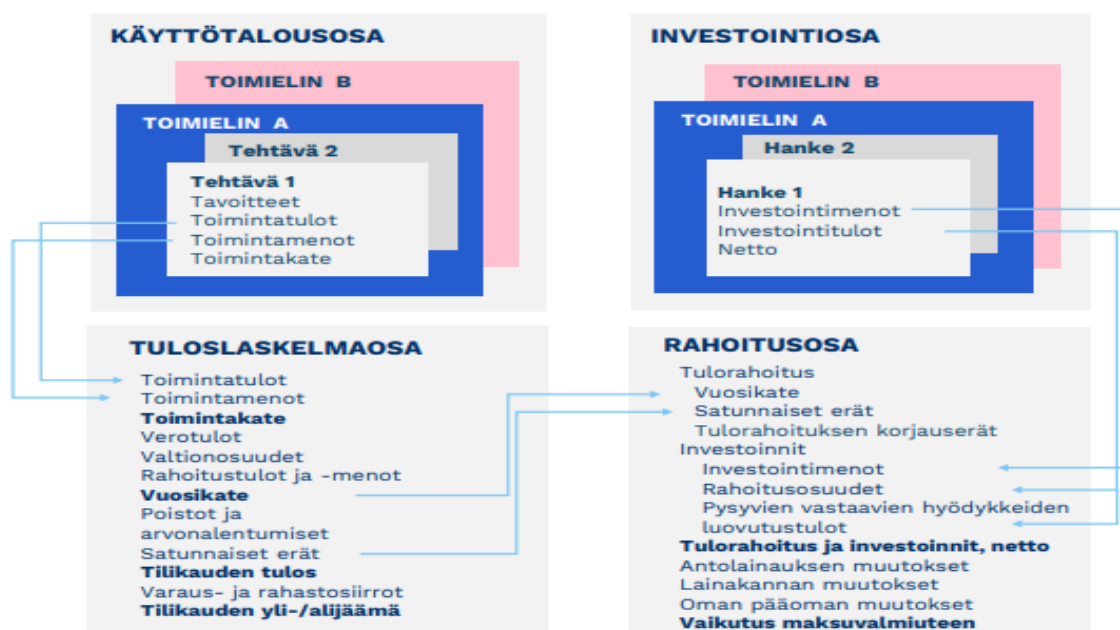 KÄYTTÖTALOUSOSA
TOIMIELIN B
TOIMIELIN A
Tehtävä 2
Tehtävä 1
Tavoitteet
Toimintatulot
Toimintamenot
Toimintakate
INVESTOINTIOSA
TOIMIELIN B
TOIMIELIN A
Hanke 2
Hanke 1
Investointimenot
Investointitulot
Netto
TULOSLASKELMAOSA
Toimintatulot
Toimintamenot
Toimintakate
Verotulot
Valtionosuudet
Rahoitustulot ja -menot
Vuosikate
Poistot ja
arvonalentumiset
Satunnaiset erät
Tilikauden tulos
Varaus- ja rahastosiirrot
Tilikauden yli-/alijäämä
RAHOITUSOSA
Tulorahoitus
Vuosikate
Satunnaiset erät
Tulorahoituksen korjauserät
Investoinnit
Investointimenot
Rahoitusosuudet
Pysyvien vastaavien hyödykkeiden
luovutustulot
Tulorahoitus ja investoinnit, netto
Antolainauksen muutokset
Lainakannan muutokset
Oman pääoman muutokset
Vaikutus maksuvalmiuteen